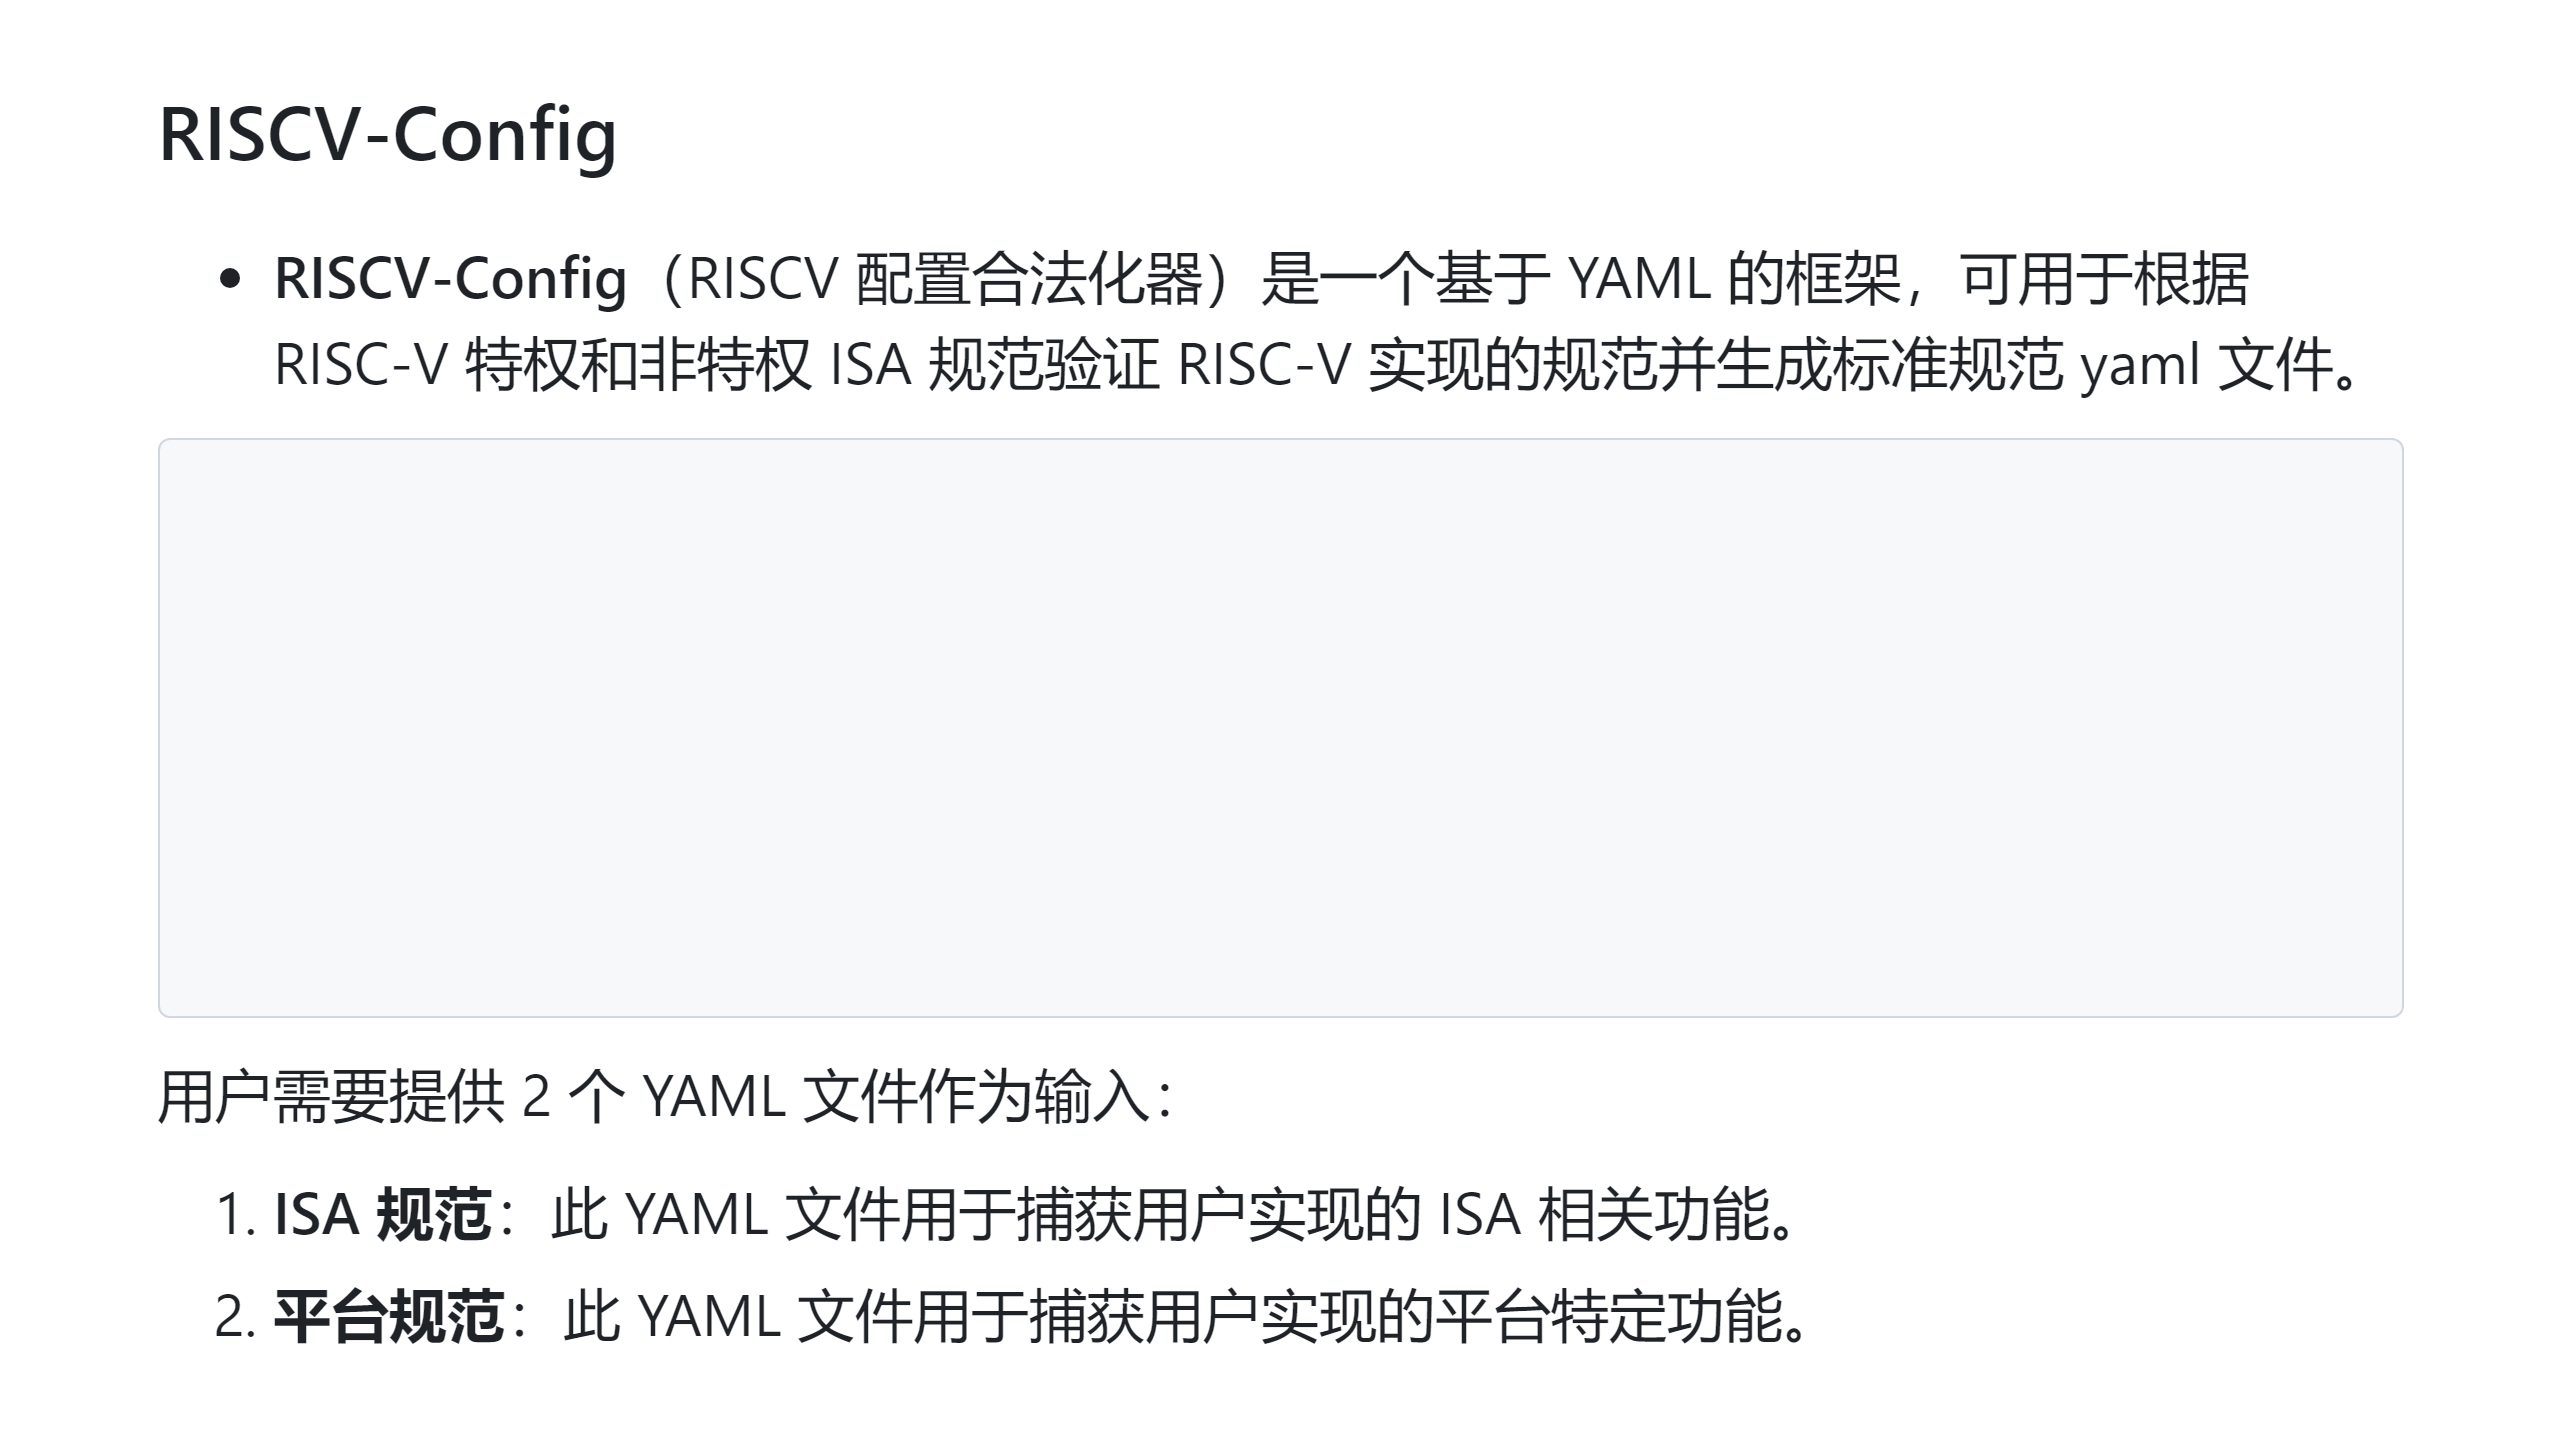 RISCV-Config
• RISCV-Config（RISCV 配置合法化器）是一个基于 YAML 的框架，可用于根据
RISC-V 特权和非特权 ISA 规范验证 RISC-V 实现的规范并生成标准规范 yaml 文件。
用户需要提供 2 个 YAML 文件作为输入：
1. ISA 规范：此 YAML 文件用于捕获用户实现的 ISA 相关功能。
2. 平台规范：此 YAML 文件用于捕获用户实现的平台特定功能。